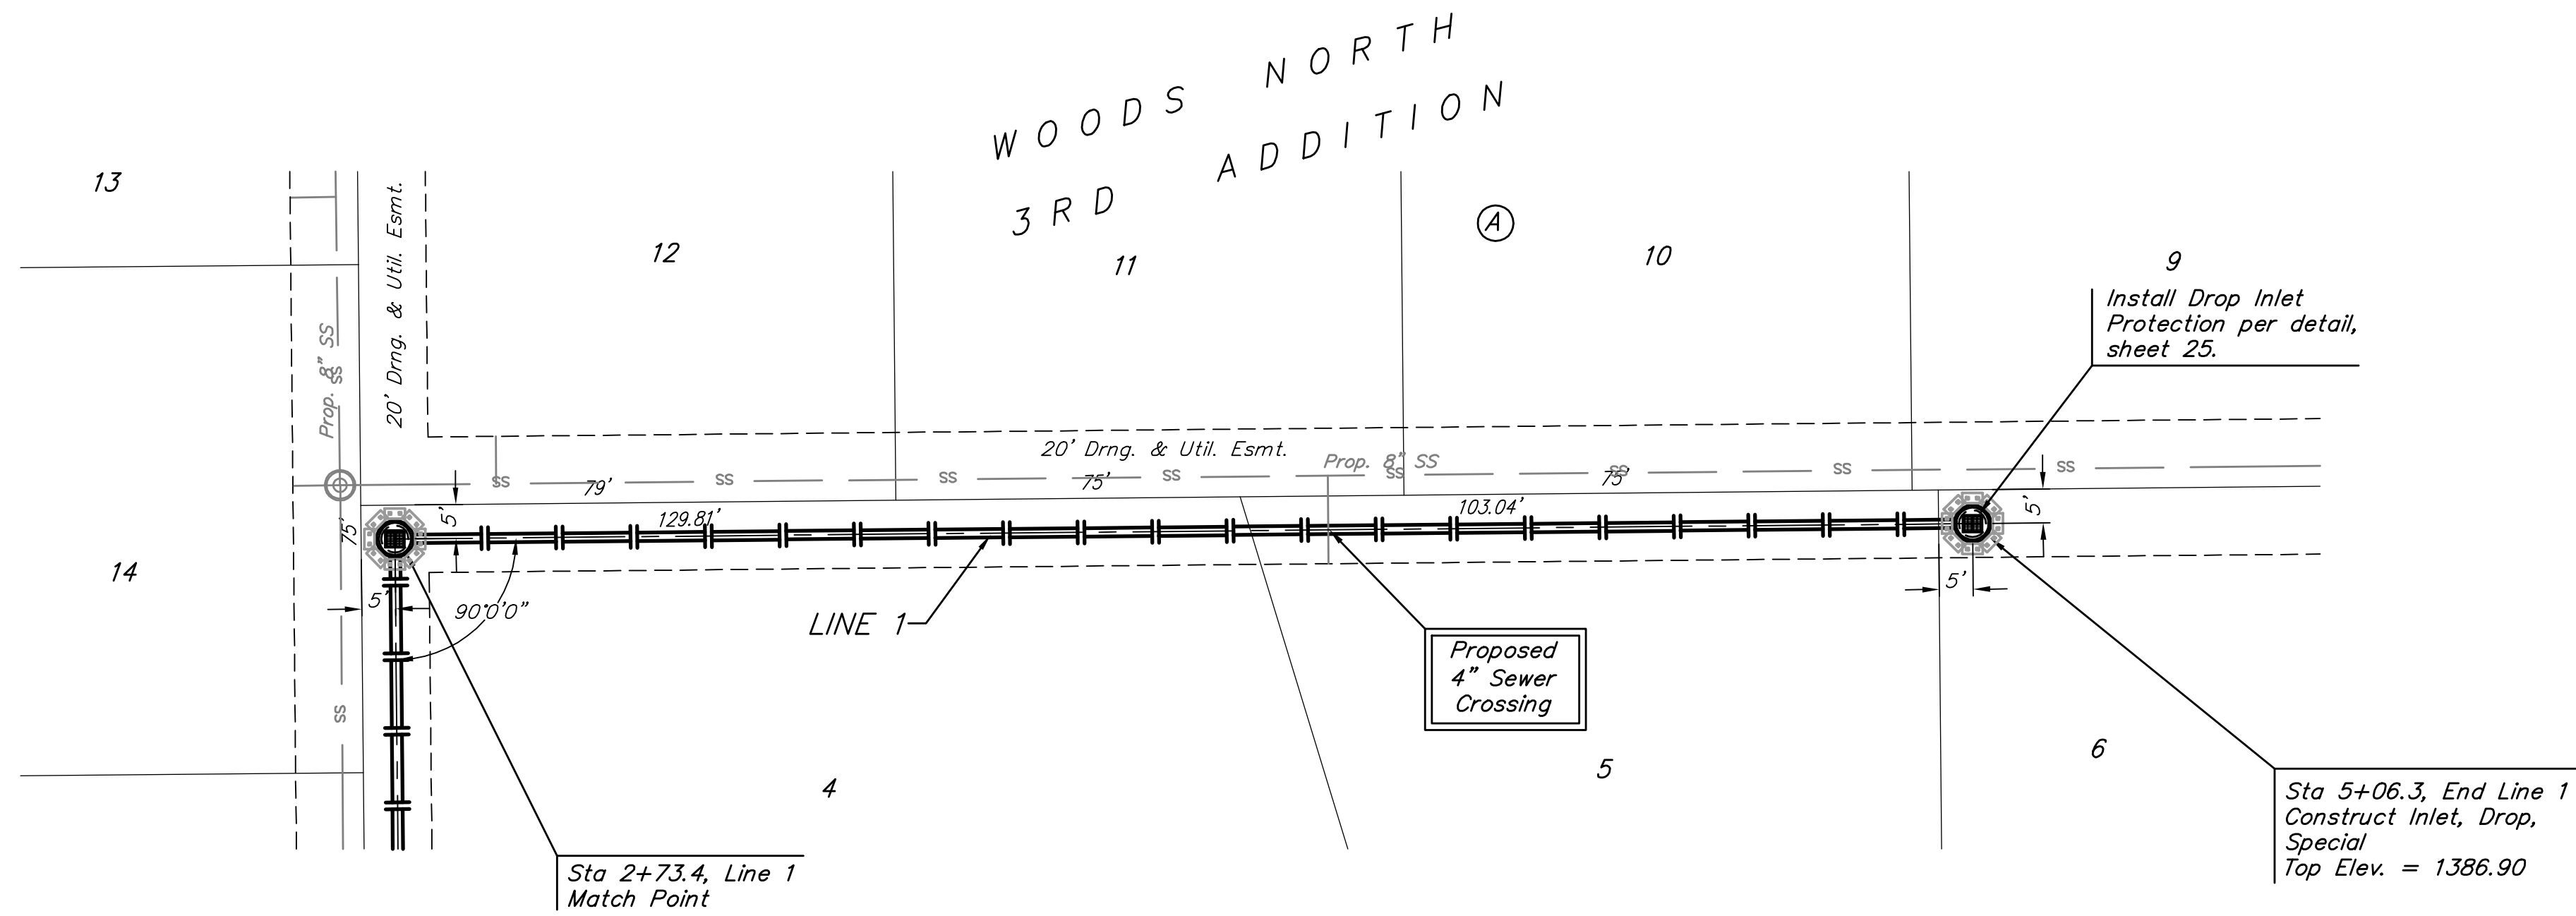 WOODS NORTH
3RD ADDITION
13
12
11
A
10
9
Install Drop Inlet
Protection per detail,
sheet 25.
20' Drng. & Util. Esmt.
Prop. 8" SS
SS
20' Drng. & Util. Esmt.
Prop. 8" SS
SS
SS
SS
SS
SS
SS
SS
SS
79'
75'
75'
75'
5'
129.81'
103.04'
5'
14
5'
90°0'0"
LINE 1
5'
Proposed
4" Sewer
Crossing
SS
4
5
6
Sta 5+06.3, End Line 1
Construct Inlet, Drop,
Special
Top Elev. = 1386.90
Sta 2+73.4, Line 1
Match Point